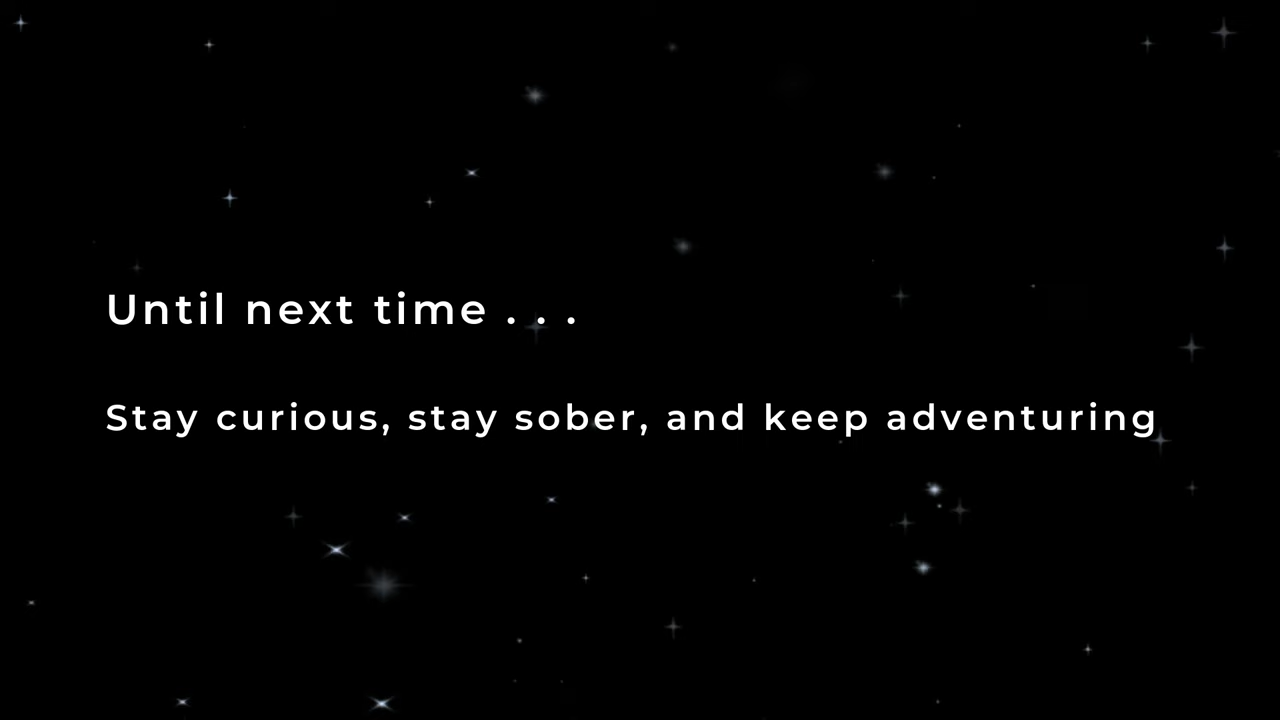 Until next time . . .
Stay curious, stay sober, and keep adventuring